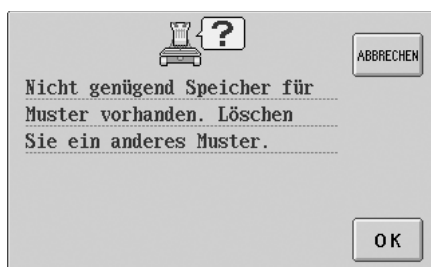 ?
ABBRECHEN
Nicht genügend Speicher für
Muster vorhanden. Löschen
Sie ein anderes Muster.
OK